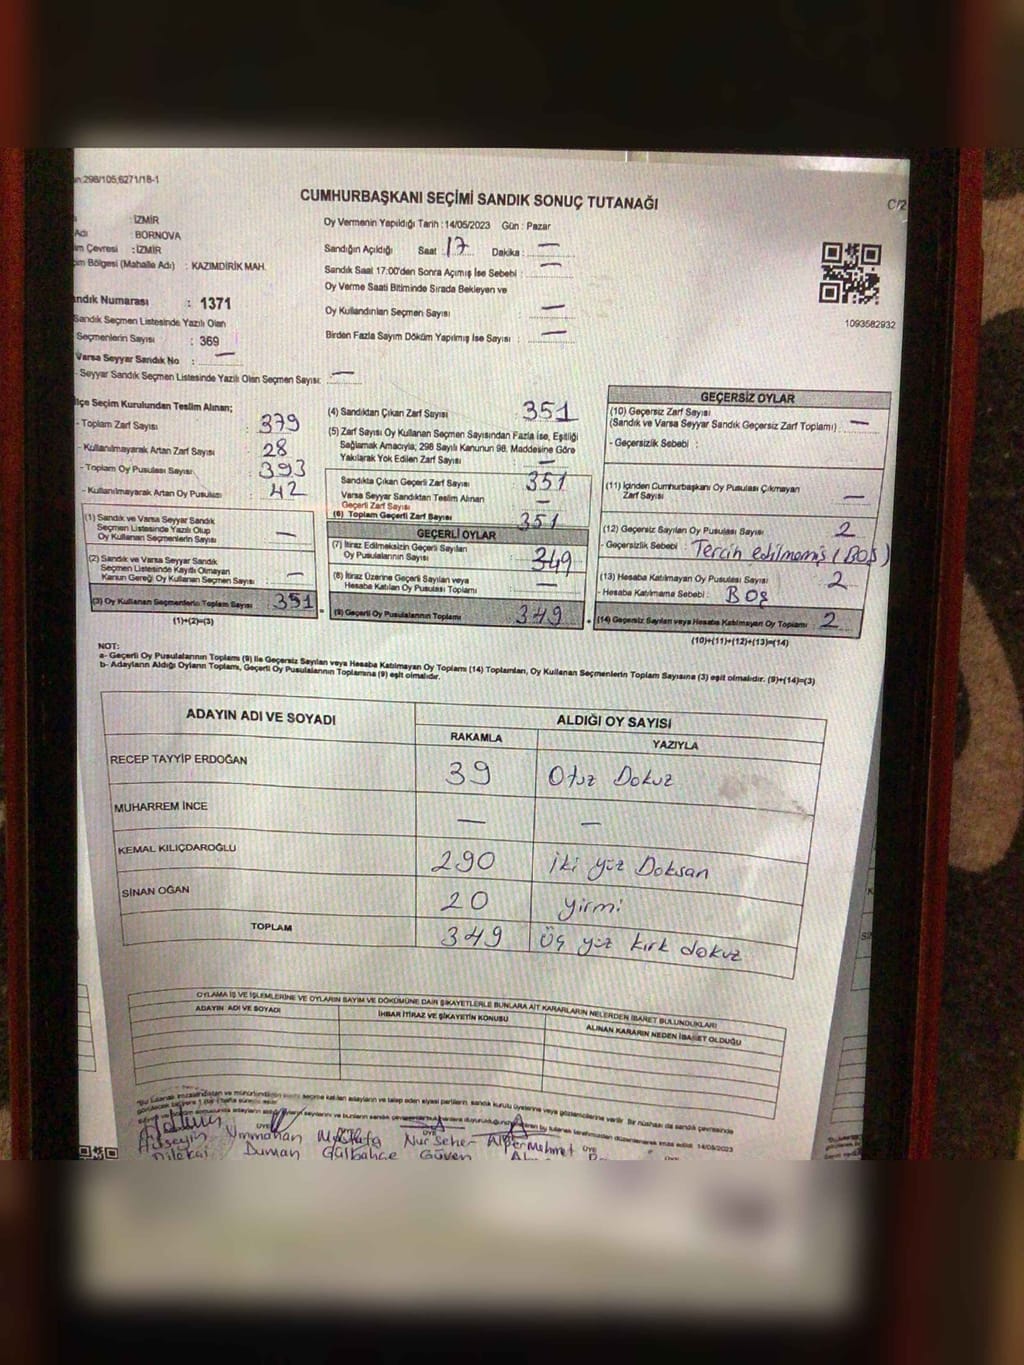 298/105;6271/18-1
CUMHURBAŞKANI SEÇİMİ SANDIK SONUÇ TUTANAĞI
C/2
: İZMİR
Adı : BORNOVA
Çevresi : İZMİR
Bölgesi (Mahalle Adı) : KAZIMDİRİK MAH.
Sandık Numarası : 1371
Sandık Seçmen Listesinde Yazılı Olan
Seçmenlerin Sayısı : 369
Varsa Seyyar Sandık No : —
- Seyyar Sandık Seçmen Listesinde Yazılı Olan Seçmen Sayısı: —
Oy Vermenin Yapıldığı Tarih : 14/05/2023 Gün : Pazar
Sandığın Açıldığı Saat : 17 Dakika : —
Sandık Saat 17:00'den Sonra Açımış İse Sebebi : —
Oy Verme Saati Bitiminde Sırada Bekleyen ve
Oy Kullandırılan Seçmen Sayısı : —
Birden Fazla Sayım Döküm Yapılmış İse Sayısı : —
1093582932
İlçe Seçim Kurulundan Teslim Alınan;
- Toplam Zarf Sayısı : 379
- Kullanılmayarak Artan Zarf Sayısı : 28
- Toplam Oy Pusulası Sayısı : 393
- Kullanılmayarak Artan Oy Pusulası : 42
(1) Sandık ve Varsa Seyyar Sandık
Seçmen Listesinde Yazılı Olup
Oy Kullanan Seçmenlerin Sayısı : —
(2) Sandık ve Varsa Seyyar Sandık
Seçmen Listesinde Kayıtlı Olmayan
Kanun Gereği Oy Kullanan Seçmen Sayısı : —
(3) Oy Kullanan Seçmenlerin Toplam Sayısı : 351
(1)+(2)=(3)
(4) Sandıktan Çıkan Zarf Sayısı : 351
(5) Zarf Sayısı Oy Kullanan Seçmen Sayısından Fazla İse, Eşitliği
Sağlamak Amacıyla; 298 Sayılı Kanunun 98. Maddesine Göre
Yakılarak Yok Edilen Zarf Sayısı : —
Sandıkta Çıkan Geçerli Zarf Sayısı : 351
Varsa Seyyar Sandıktan Teslim Alınan
Geçerli Zarf Sayısı : —
(6) Toplam Geçerli Zarf Sayısı : 351
GEÇERLİ OYLAR
(7) İtiraz Edilmeksizin Geçerli Sayılan
Oy Pusulalarının Sayısı : 349
(8) İtiraz Üzerine Geçerli Sayılan veya
Hesaba Katılan Oy Pusulası Toplamı : —
(9) Geçerli Oy Pusulalarının Toplamı : 349
GEÇERSİZ OYLAR
(10) Geçersiz Zarf Sayısı
(Sandık ve Varsa Seyyar Sandık Geçersiz Zarf Toplamı) : —
- Geçersizlik Sebebi :
(11) İçinden Cumhurbaşkanı Oy Pusulası Çıkmayan
Zarf Sayısı : —
(12) Geçersiz Sayılan Oy Pusulası Sayısı : 2
- Geçersizlik Sebebi : Tercih edilmemiş (BOŞ)
(13) Hesaba Katılmayan Oy Pusulası Sayısı : 2
- Hesaba Katılmama Sebebi : BOŞ
(14) Geçersiz Sayılan veya Hesaba Katılmayan Oy Toplamı : 2
(10)+(11)+(12)+(13)=(14)
NOT:
a- Geçerli Oy Pusulalarının Toplamı (9) ile Geçersiz Sayılan veya Hesaba Katılmayan Oy Toplamı (14) Toplamları, Oy Kullanan Seçmenlerin Toplam Sayısına (3) eşit olmalıdır. (9)+(14)=(3)
b- Adayların Aldığı Oyların Toplamı, Geçerli Oy Pusulalarının Toplamına (9) eşit olmalıdır.
ADAYIN ADI VE SOYADI ALDIĞI OY SAYISI
RAKAMLA YAZIYLA
RECEP TAYYİP ERDOĞAN 39 Otuz Dokuz
MUHARREM İNCE — —
KEMAL KILIÇDAROĞLU 290 İki yüz Doksan
SİNAN OĞAN 20 yirmi
TOPLAM 349 Üç yüz kırk dokuz
OYLAMA İŞ VE İŞLEMLERİNE VE OYLARIN SAYIM VE DÖKÜMÜNE DAİR ŞİKAYETLERLE BUNLARA AİT KARARLARIN NELERDEN İBARET BULUNDUKLARI
ADAYIN ADI VE SOYADI İHBAR İTİRAZ VE ŞİKAYETİN KONUSU ALINAN KARARIN NEDEN İBARET OLDUĞU
14/05/2023
Hüseyin Ummahan Mustafa Nur Seher Alper Mehmet
Duman Gülbahçe Güven